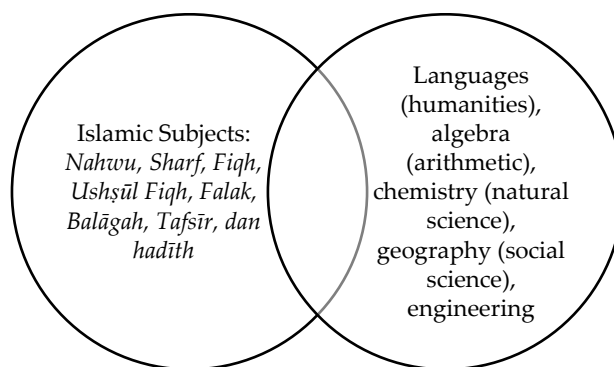 Islamic Subjects:
Nahwu, Sharf, Fiqh,
Ushṣūl Fiqh, Falak,
Balāgah, Tafsīr, dan
hadīth
Languages
(humanities),
algebra
(arithmetic),
chemistry (natural
science),
geography (social
science),
engineering